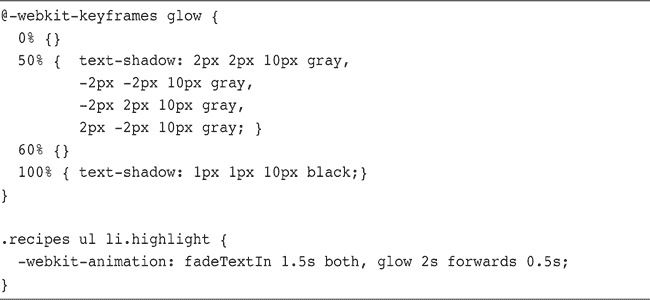 @-webkit-keyframes glow {
  0% {}
  50% {  text-shadow: 2px 2px 10px gray,
         -2px -2px 10px gray,
         -2px 2px 10px gray,
         2px -2px 10px gray; }
  60% {}
  100% { text-shadow: 1px 1px 10px black;}
}

.recipes ul li.highlight {
  -webkit-animation: fadeTextIn 1.5s both, glow 2s forwards 0.5s;
}